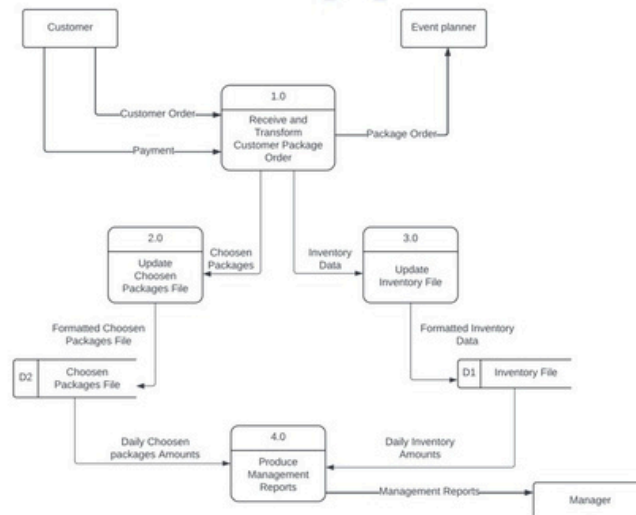 Customer
Event planner
1.0
Receive and
Transform
Customer Package
Order
Customer Order
Payment
Package Order
2.0
Update
Choosen
Packages File
Choosen
Packages
Inventory
Data
3.0
Update
Inventory File
Formatted Choosen
Packages File
Formatted Inventory
Data
D2
Choosen
Packages File
D1
Inventory File
Daily Choosen
packages Amounts
4.0
Produce
Management
Reports
Daily Inventory
Amounts
Management Reports
Manager